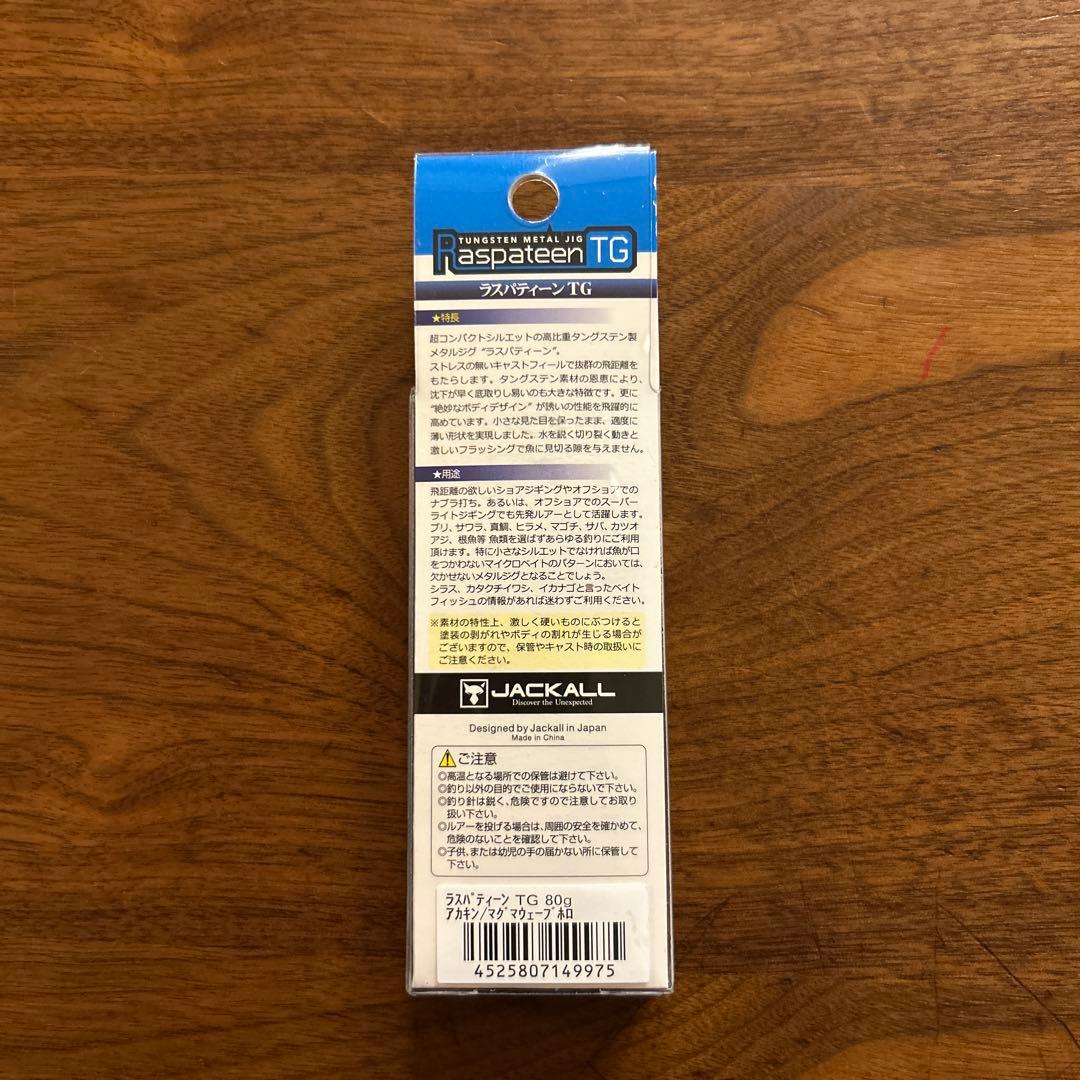 TUNGSTEN METAL JIG
Raspateen TG
ラスパティーン TG
★特長
超コンパクトシルエットの高比重タングステン製
メタルジグ “ラスパティーン”。
ストレスの無いキャストフィールで抜群の飛距離を
もたらします。タングステン素材の恩恵により、
沈下が早く底取りし易いのも大きな特徴です。更に
“絶妙なボディデザイン” が誘いの性能を飛躍的に
高めています。小さな見た目を保ったまま、適度に
薄い形状を実現しました。水を鋭く切り裂く動きと
激しいフラッシングで魚に見切る隙を与えません。
★用途
飛距離の欲しいショアジギングやオフショアでの
ナブラ打ち。あるいは、オフショアでのスーパー
ライトジギングでも先発ルアーとして活躍します。
ブリ、サワラ、真鯛、ヒラメ、マゴチ、サバ、カツオ
アジ、根魚等 魚類を選ばずあらゆる釣りにご利用
頂けます。特に小さなシルエットでなければ魚が口
をつかわないマイクロベイトのパターンにおいては、
欠かせないメタルジグとなることでしょう。
シラス、カタクチイワシ、イカナゴと言ったベイト
フィッシュの情報があれば迷わずご利用ください。
※素材の特性上、激しく硬いものにぶつけると
塗装の剥がれやボディの割れが生じる場合が
ございますので、保管やキャスト時の取扱いに
ご注意ください。
JACKALL
Discover the Unexpected
Designed by Jackall in Japan
Made in China
ご注意
◎高温となる場所での保管は避けて下さい。
◎釣り以外の目的でご使用にならないで下さい。
◎釣り針は鋭く、危険ですので注意してお取り
扱い下さい。
◎ルアーを投げる場合は、周囲の安全を確かめて、
危険のないことを確認して下さい。
◎子供、または幼児の手の届かない所に保管して
下さい。
ﾗｽﾊﾟﾃｨｰﾝ TG 80g
ｱｶｷﾝ/ﾏｸﾞﾏｳｪｰﾌﾞﾎﾛ
4525807149975